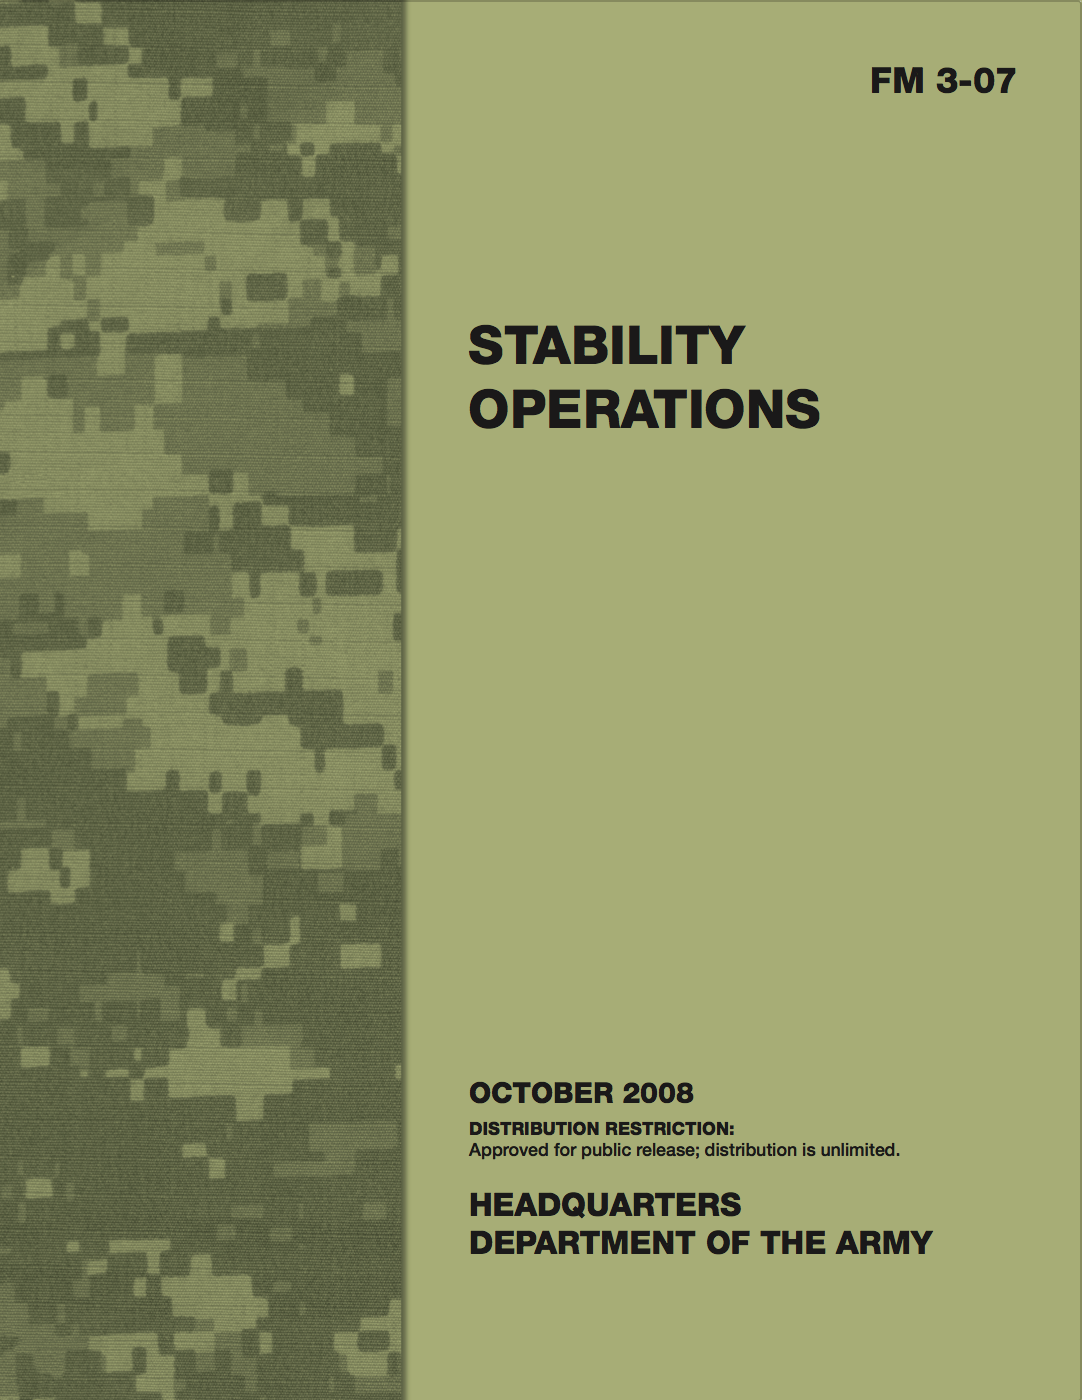 FM 3-07
STABILITY
OPERATIONS
OCTOBER 2008
DISTRIBUTION RESTRICTION:
Approved for public release; distribution is unlimited.
HEADQUARTERS
DEPARTMENT OF THE ARMY